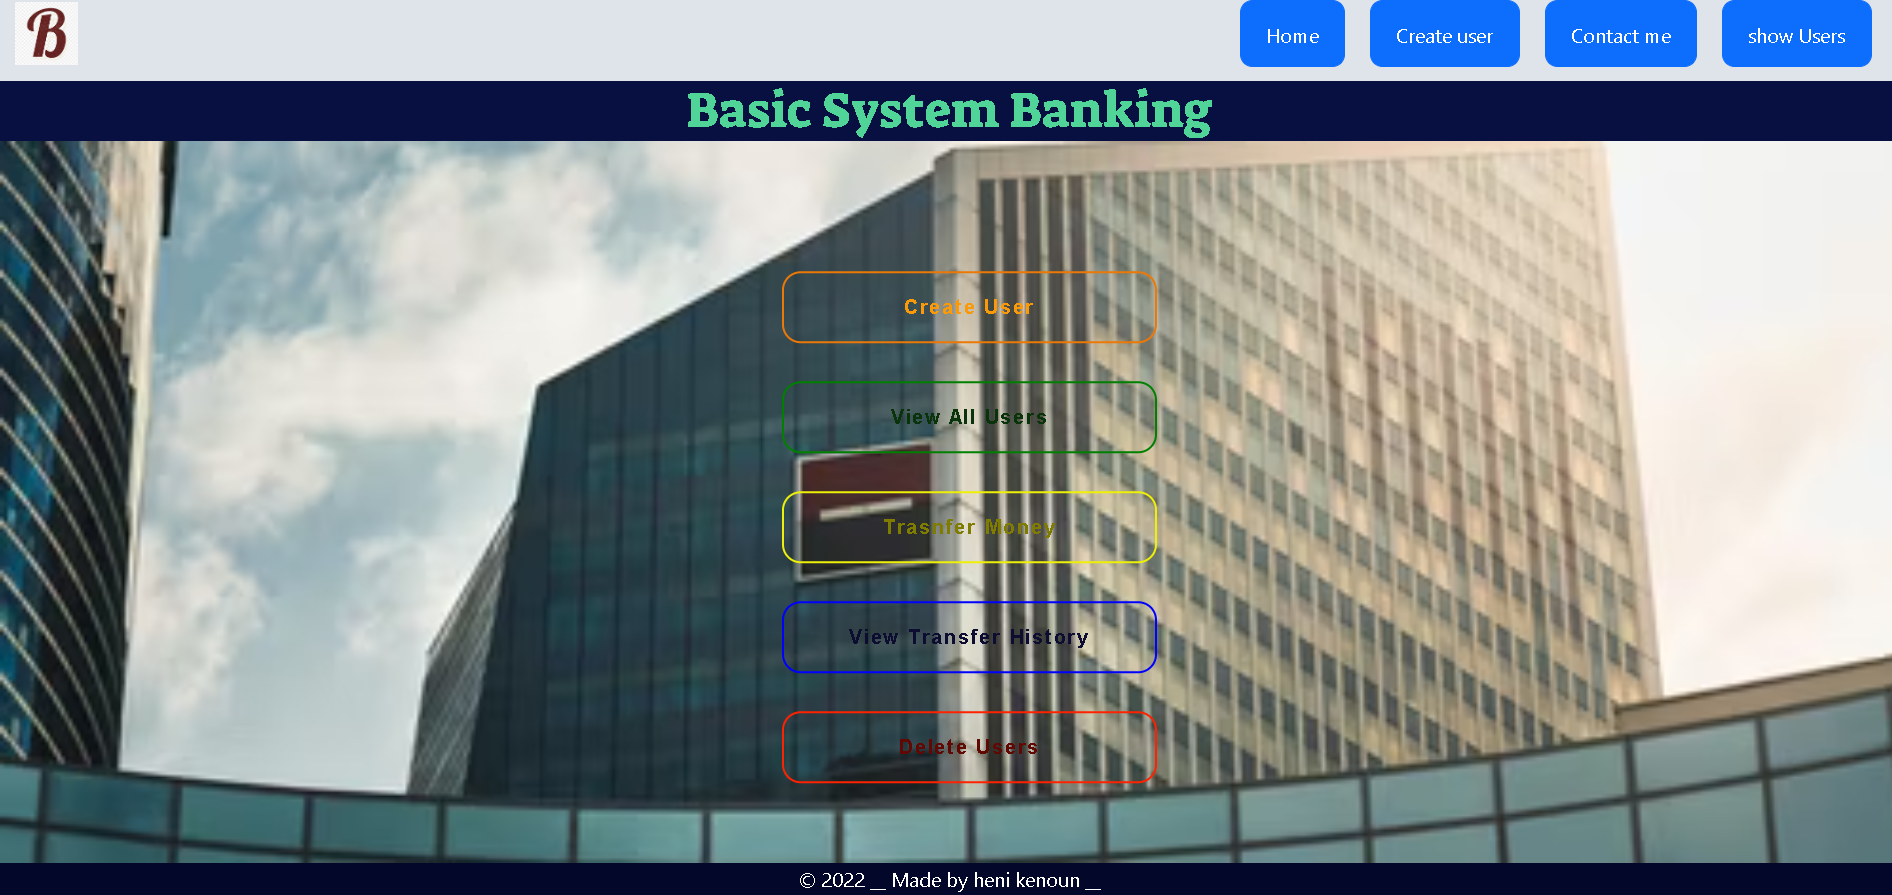 B
Home
Create user
Contact me
show Users
Basic System Banking
Create User
View All Users
Trasnfer Money
View Transfer History
Delete Users
© 2022 __ Made by heni kenoun __